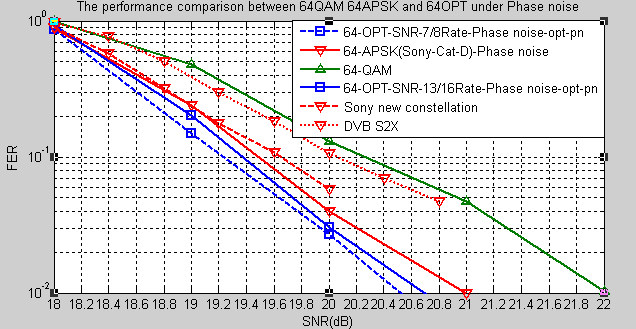 The performance comparison between 64QAM 64APSK and 64OPT under Phase noise
10^0
10^-1
10^-2
FER
64-OPT-SNR-7/8Rate-Phase noise-opt-pn
64-APSK(Sony-Cat-D)-Phase noise
64-QAM
64-OPT-SNR-13/16Rate-Phase noise-opt-pn
Sony new constellation
DVB S2X
18 18.2 18.4 18.6 18.8 19 19.2 19.4 19.6 19.8 20 20.2 20.4 20.6 20.8 21 21.2 21.4 21.6 21.8 22
SNR(dB)